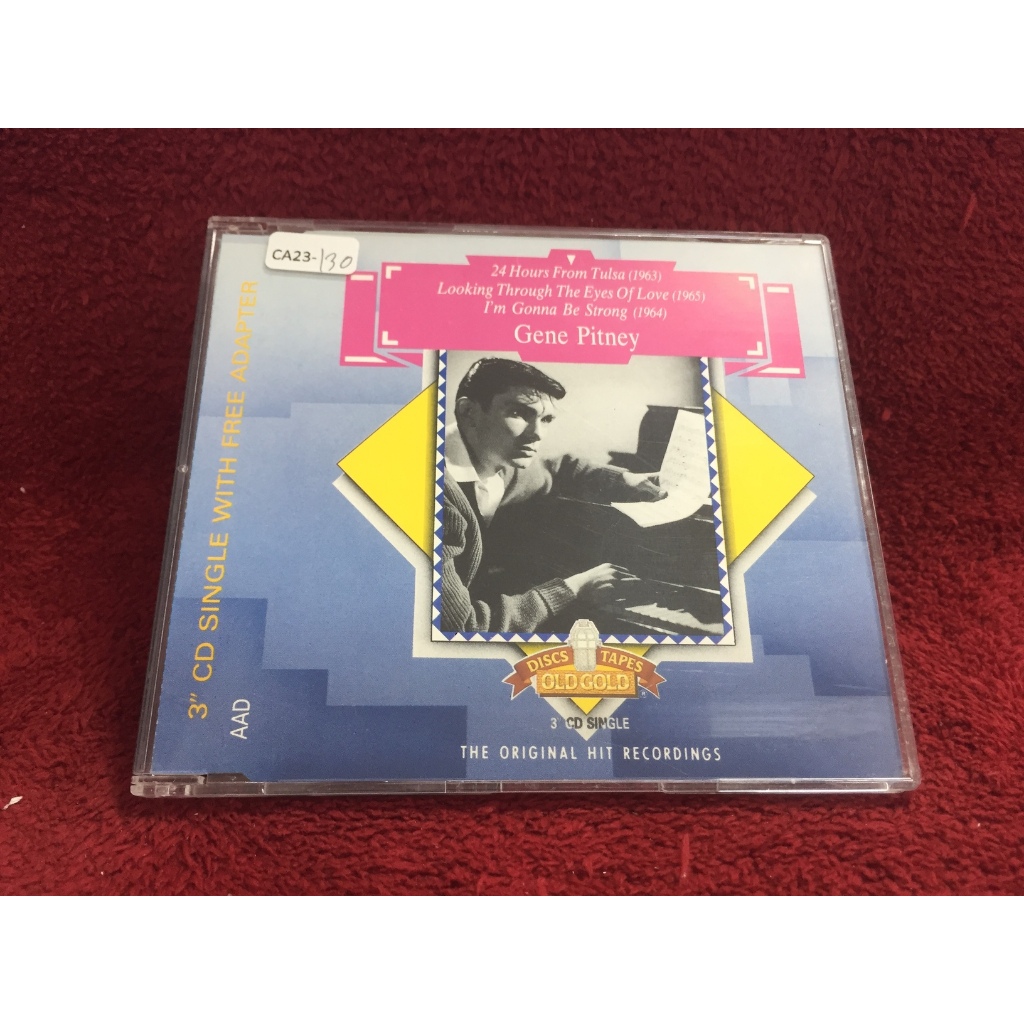 CA23-130
24 Hours From Tulsa (1963)
Looking Through The Eyes Of Love (1965)
I'm Gonna Be Strong (1964)
Gene Pitney
3" CD SINGLE WITH FREE ADAPTER
AAD
DISCS TAPES
OLD GOLD
3" CD SINGLE
THE ORIGINAL HIT RECORDINGS